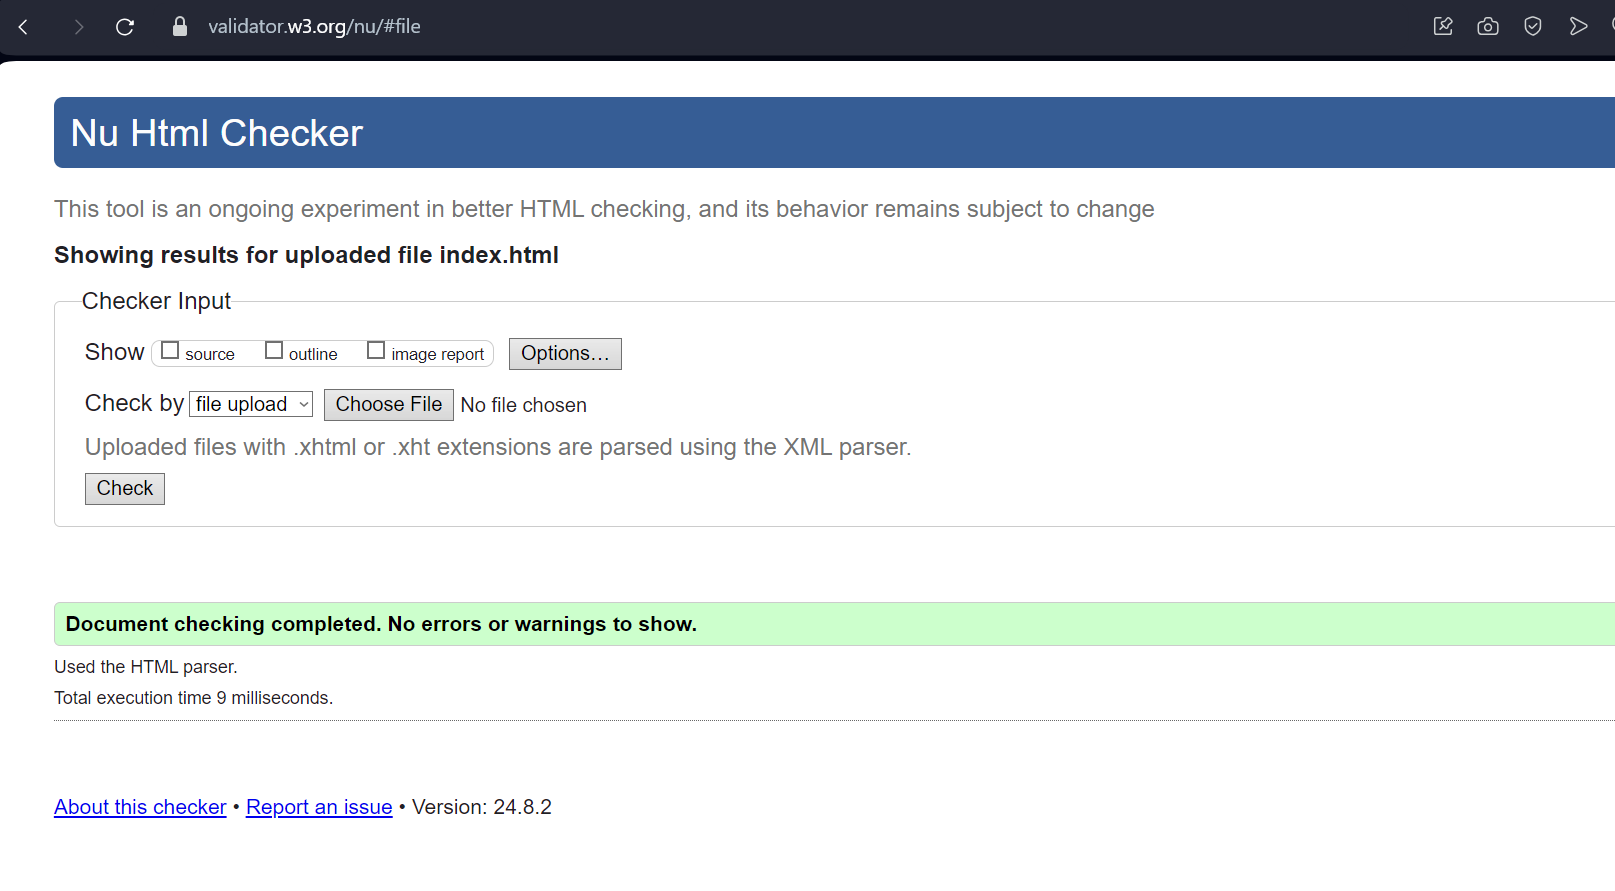 validator.w3.org/nu/#file
Nu Html Checker
This tool is an ongoing experiment in better HTML checking, and its behavior remains subject to change
Showing results for uploaded file index.html
Checker Input
Show source outline image report Options...
Check by file upload Choose File No file chosen
Uploaded files with .xhtml or .xht extensions are parsed using the XML parser.
Check
Document checking completed. No errors or warnings to show.
Used the HTML parser.
Total execution time 9 milliseconds.
About this checker • Report an issue • Version: 24.8.2